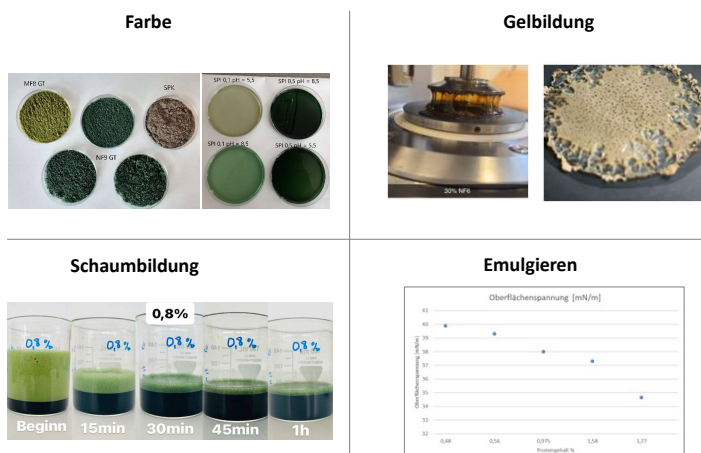 Farbe
MF8 GT
SPK
NF9 GT
SPI 0,1 pH = 5,5
SPI 0,5 pH = 8,5
SPI 0,1 pH = 8,5
SPI 0,5 pH = 5,5
Gelbildung
30% NF6
Schaumbildung
0,8%
0,8 %
0,8 %
0,8 %
0,8 %
0,8 %
Beginn
15min
30min
45min
1h
Emulgieren
Oberflächenspannung [mN/m]
Oberflächenspannung [mN/m]
41
40
39
38
37
36
35
34
33
32
0,48
0,56
0,975
1,58
1,77
Proteingehalt %